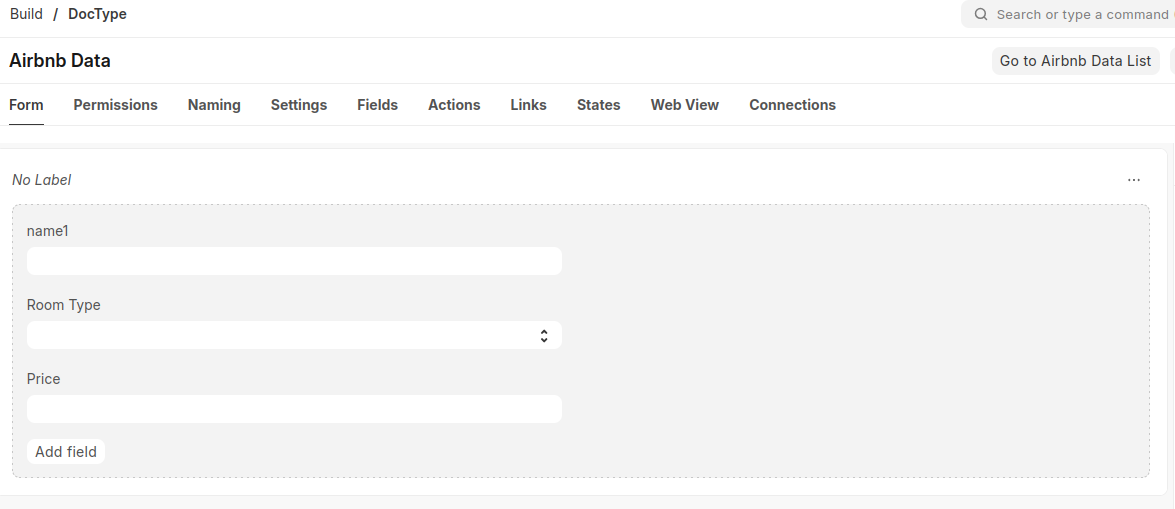 Build / DocType
Search or type a command
Airbnb Data
Go to Airbnb Data List
Form Permissions Naming Settings Fields Actions Links States Web View Connections
No Label
...
name1
Room Type
Price
Add field